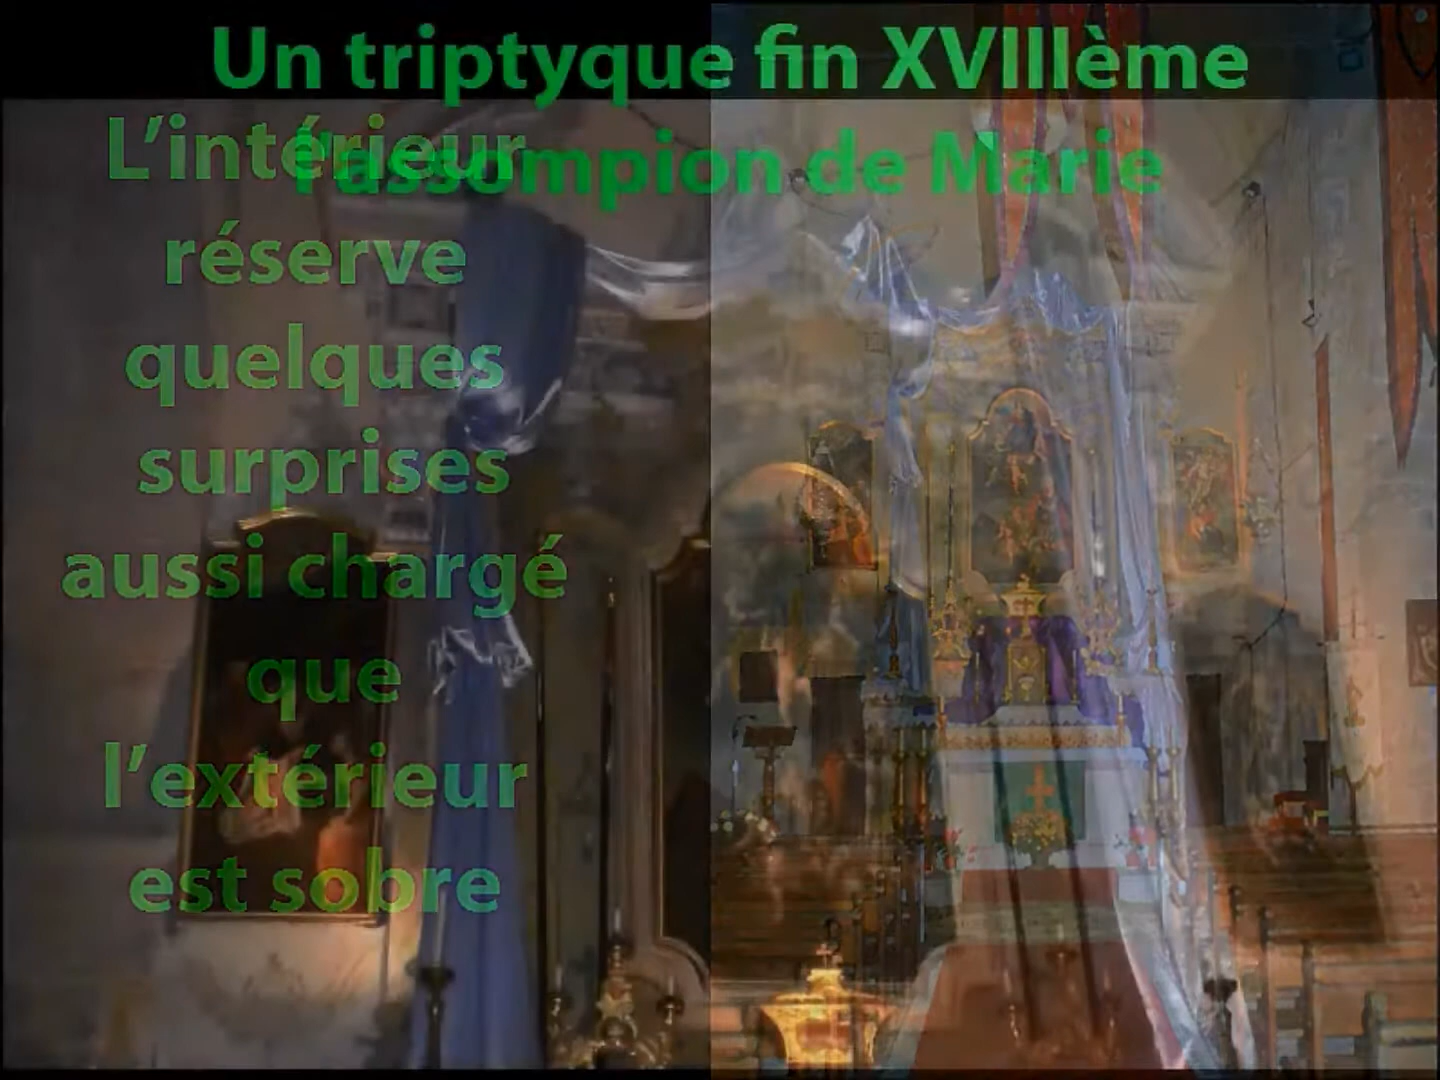 Un triptyque fin XVIIIème
l'assompion de Marie
L’intérieur
réserve
quelques
surprises
aussi chargé
que
l’extérieur
est sobre